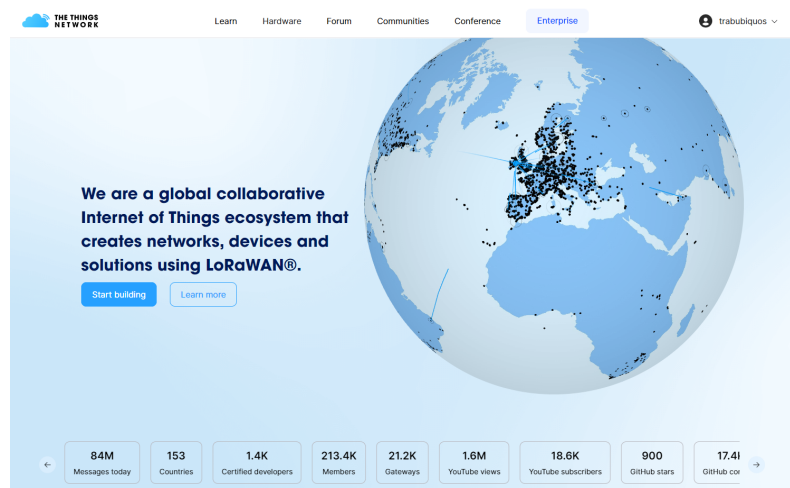 THE THINGS
NETWORK
Learn
Hardware
Forum
Communities
Conference
Enterprise
trabubiquos
We are a global collaborative
Internet of Things ecosystem that
creates networks, devices and
solutions using LoRaWAN®.
Start building
Learn more
84M
Messages today
153
Countries
1.4K
Certified developers
213.4K
Members
21.2K
Gateways
1.6M
YouTube views
18.6K
YouTube subscribers
900
GitHub stars
GitHub